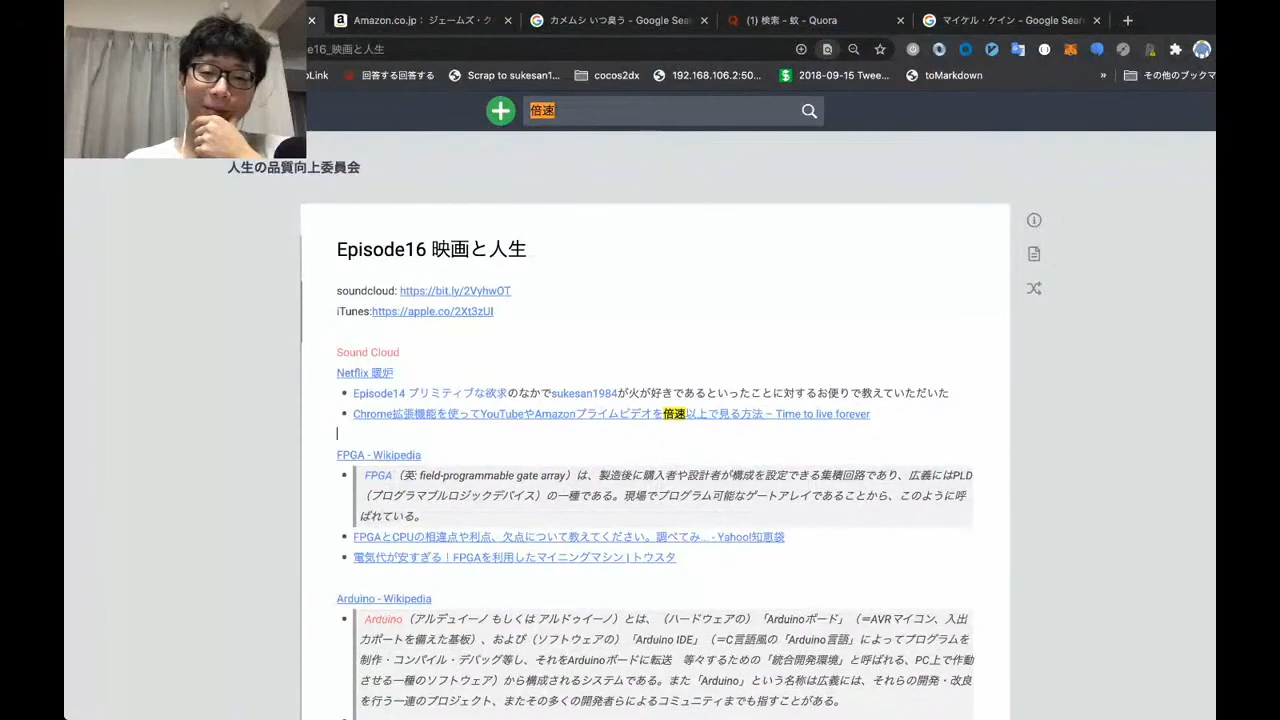 Amazon.co.jp： ジェームズ・ク
カメムシ いつ臭う - Google Sear
(1) 検索 - 蚊 - Quora
マイケル・ケイン - Google Sear
e16_映画と人生
oLink
回答する回答する
Scrap to sukesan1...
cocos2dx
192.168.106.2:50...
2018-09-15 Twee...
toMarkdown
»
その他のブックマ
倍速
人生の品質向上委員会
Episode16 映画と人生
soundcloud: https://bit.ly/2VyhwOT
iTunes:https://apple.co/2Xt3zUI
Sound Cloud
Netflix 暖炉
Episode14 プリミティブな欲求のなかでsukesan1984が火が好きであるといったことに対するお便りで教えていただいた
Chrome拡張機能を使ってYouTubeやAmazonプライムビデオを倍速以上で見る方法 – Time to live forever
FPGA - Wikipedia
FPGA（英: field-programmable gate array）は、製造後に購入者や設計者が構成を設定できる集積回路であり、広義にはPLD
（プログラマブルロジックデバイス）の一種である。現場でプログラム可能なゲートアレイであることから、このように呼
ばれている。
FPGAとCPUの相違点や利点、欠点について教えてください。調べてみ... - Yahoo!知恵袋
電気代が安すぎる！FPGAを利用したマイニングマシン | トウスタ
Arduino - Wikipedia
Arduino（アルデュイーノ もしくは アルドゥイーノ）とは、（ハードウェアの）「Arduinoボード」（＝AVRマイコン、入出
力ポートを備えた基板）、および（ソフトウェアの）「Arduino IDE」（＝C言語風の「Arduino言語」によってプログラムを
制作・コンパイル・デバッグ等し、それをArduinoボードに転送　等々するための「統合開発環境」と呼ばれる、PC上で作動
させる一種のソフトウェア）から構成されるシステムである。また「Arduino」という名称は広義には、それらの開発・改良
を行う一連のプロジェクト、またその多くの開発者らによるコミュニティまでも指すことがある。